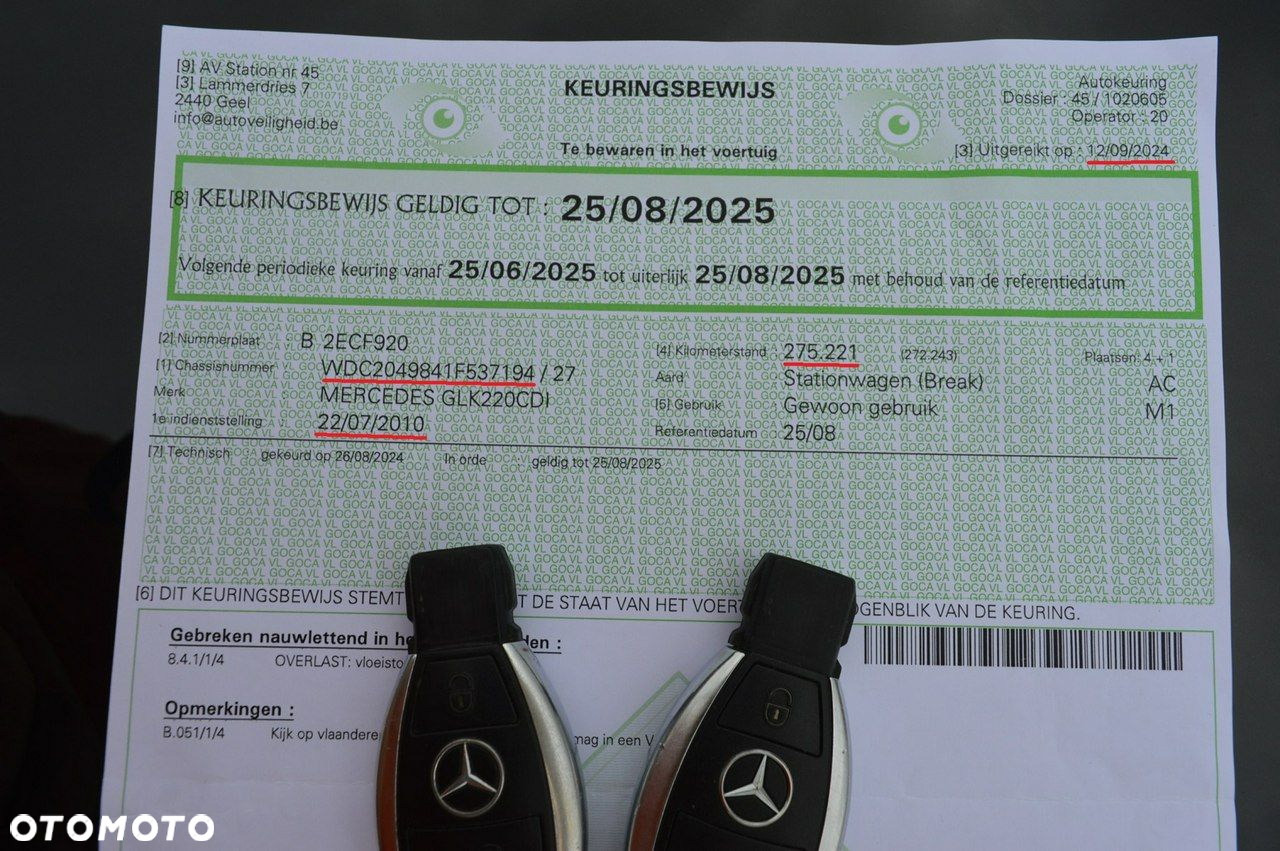 [9] AV Station nr 45
[3] Lammerdries 7
2440 Geel
info@autoveiligheid.be
KEURINGSBEWIJS
Te bewaren in het voertuig
Autokeuring
Dossier : 45 / 1020605
Operator : 20
[3] Uitgereikt op : 12/09/2024
[8] KEURINGSBEWIJS GELDIG TOT : 25/08/2025
Volgende periodieke keuring vanaf 25/06/2025 tot uiterlijk 25/08/2025 met behoud van de referentiedatum
[2] Nummerplaat : B 2ECF920
[1] Chassisnummer : WDC2049841F537194 / 27
Merk : MERCEDES GLK220CDI
1e indienststelling : 22/07/2010
[4] Kilometerstand : 275.221 (272.243) Plaatsen: 4 + 1
Aard : Stationwagen (Break) AC
[5] Gebruik : Gewoon gebruik M1
Referentiedatum : 25/08
[7] Technisch : gekeurd op 26/08/2024 In orde : geldig tot 25/08/2025
[6] DIT KEURINGSBEWIJS STEMT T DE STAAT VAN HET VOER OGENBLIK VAN DE KEURING.
Gebreken nauwlettend in he den :
8.4.1/1/4 OVERLAST: vloeisto
Opmerkingen :
B.051/1/4 Kijk op vlaandere mag in een V
OTOMOTO